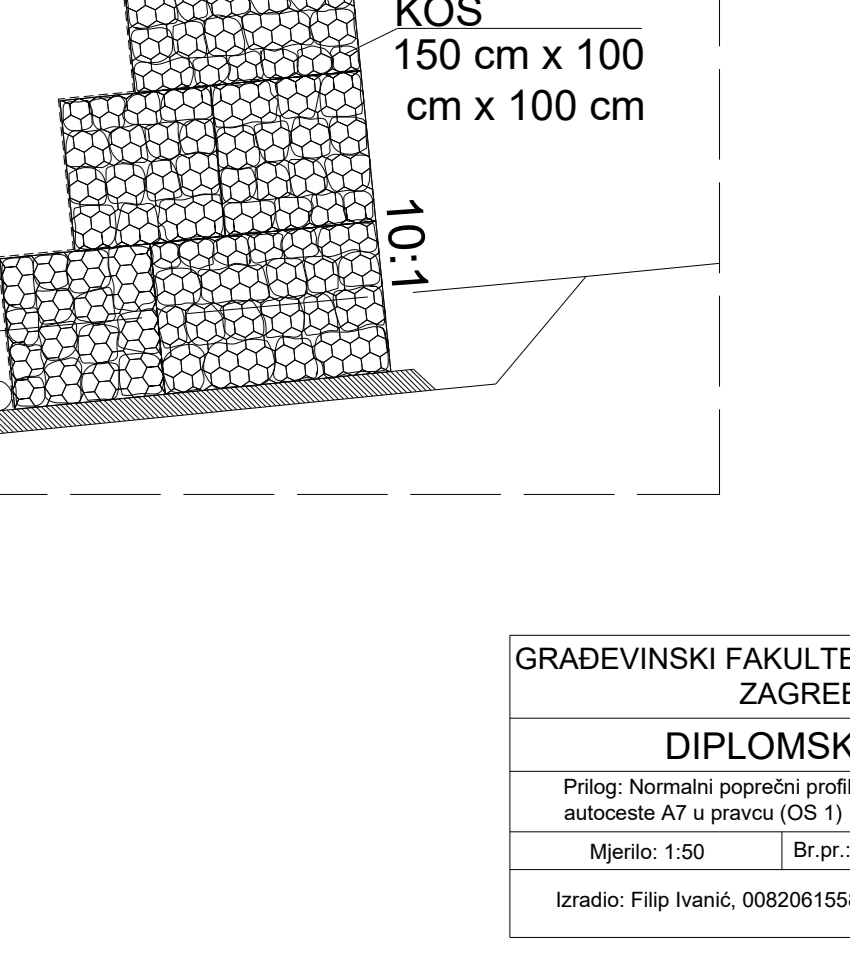 KOŠ
150 cm x 100
cm x 100 cm
10:1
GRAĐEVINSKI FAKULTE
ZAGREB
DIPLOMSK
Prilog: Normalni poprečni profil
autoceste A7 u pravcu (OS 1)
Mjerilo: 1:50
Br.pr.:
Izradio: Filip Ivanić, 0082061558